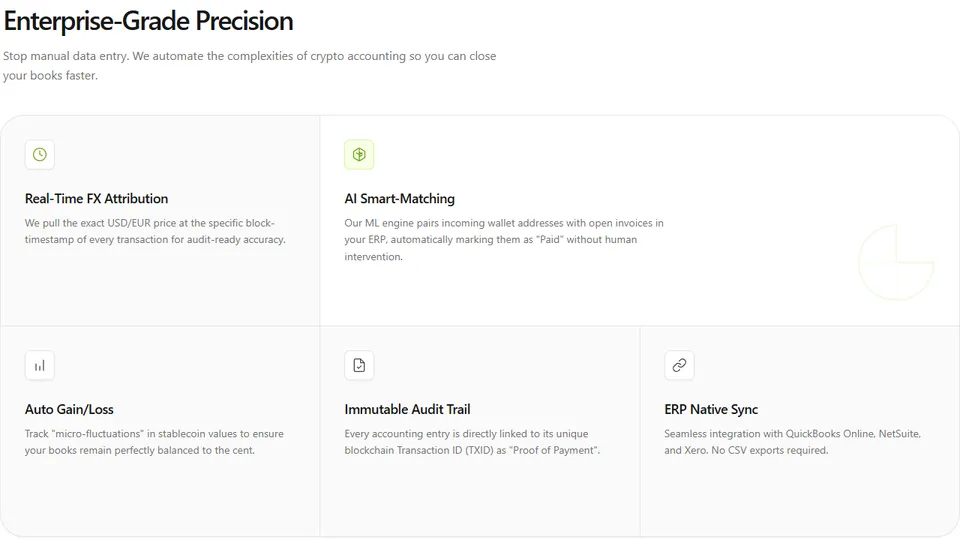 Enterprise-Grade Precision
Stop manual data entry. We automate the complexities of crypto accounting so you can close
your books faster.
Real-Time FX Attribution
We pull the exact USD/EUR price at the specific block-
timestamp of every transaction for audit-ready accuracy.
AI Smart-Matching
Our ML engine pairs incoming wallet addresses with open invoices in
your ERP, automatically marking them as "Paid" without human
intervention.
Auto Gain/Loss
Track "micro-fluctuations" in stablecoin values to ensure
your books remain perfectly balanced to the cent.
Immutable Audit Trail
Every accounting entry is directly linked to its unique
blockchain Transaction ID (TXID) as "Proof of Payment".
ERP Native Sync
Seamless integration with QuickBooks Online, NetSuite,
and Xero. No CSV exports required.